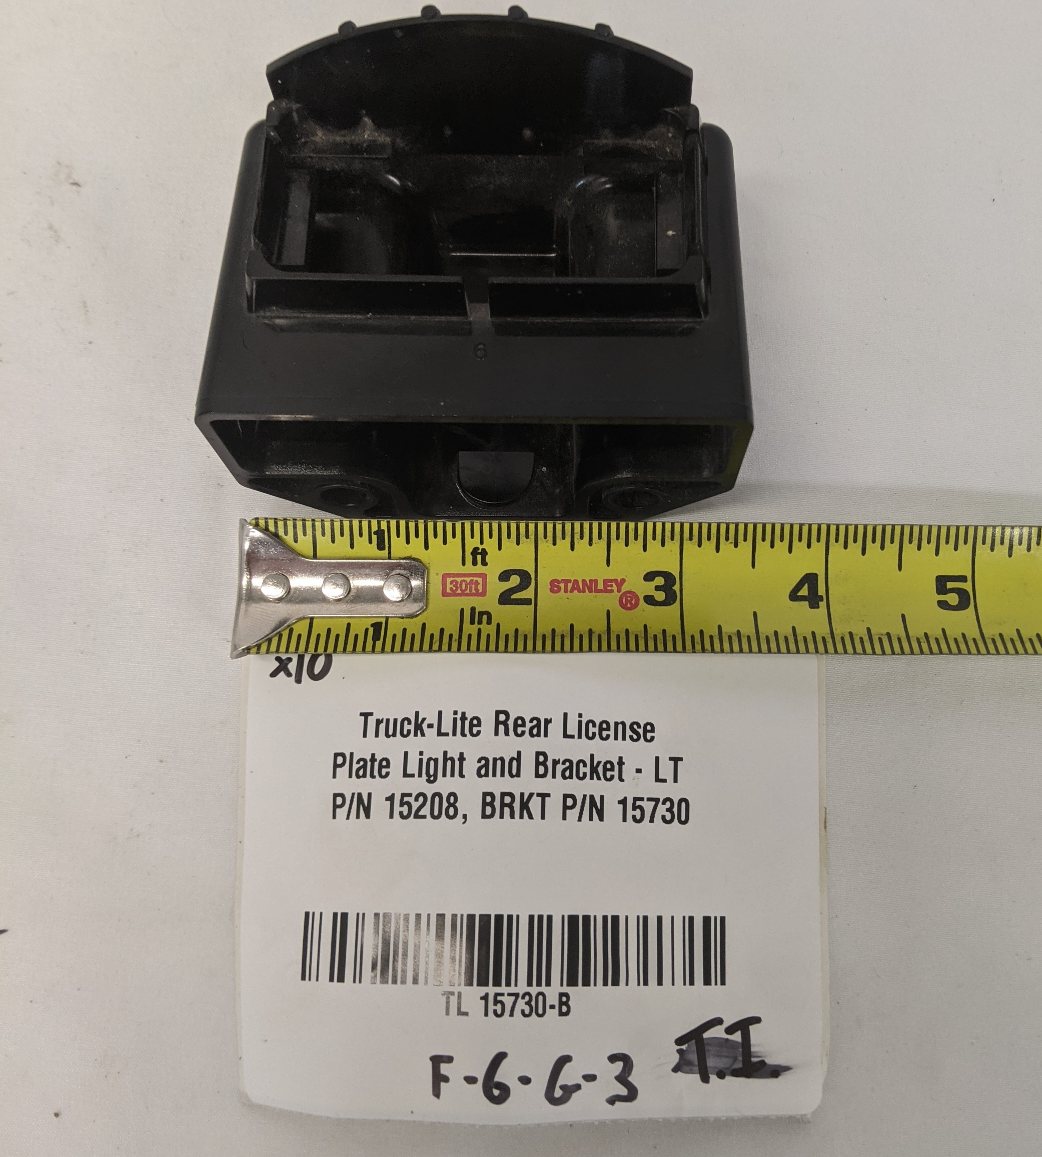 6
1
ft
30ft 2 STANLEY® 3 4 5
In
1
x10
Truck-Lite Rear License
Plate Light and Bracket - LT
P/N 15208, BRKT P/N 15730
TL 15730-B
F-6-G-3 T.I.